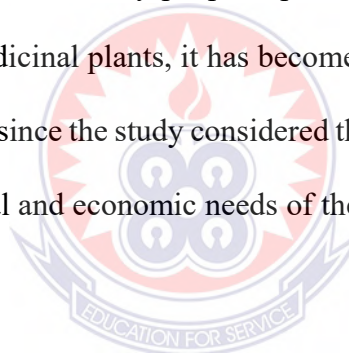 dicinal plants, it has become
since the study considered th
l and economic needs of the
EDUCATION FOR SERVICE